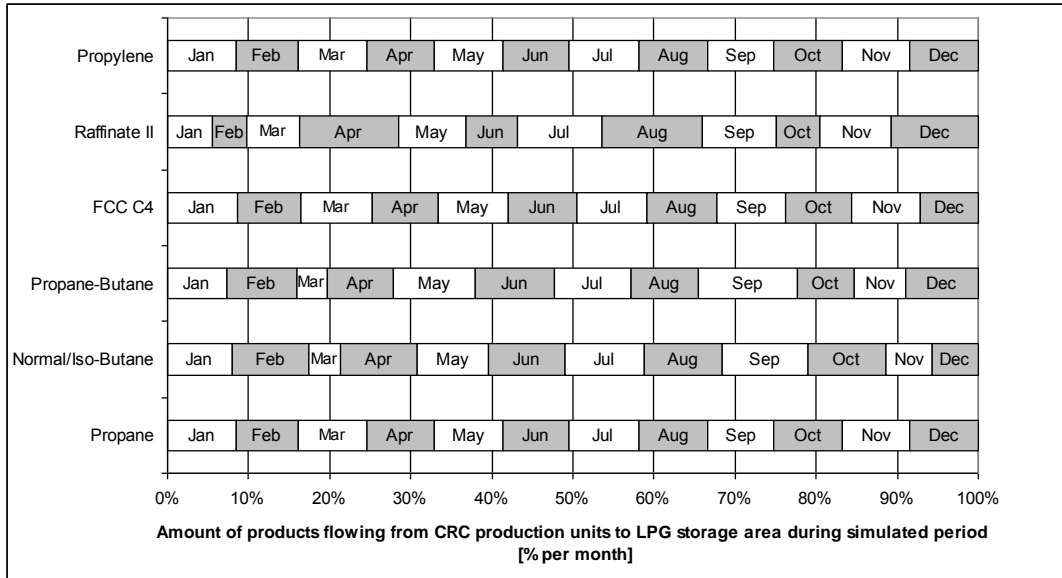 Propylene
Jan Feb Mar Apr May Jun Jul Aug Sep Oct Nov Dec
Raffinate II
Jan Feb Mar Apr May Jun Jul Aug Sep Oct Nov Dec
FCC C4
Jan Feb Mar Apr May Jun Jul Aug Sep Oct Nov Dec
Propane-Butane
Jan Feb Mar Apr May Jun Jul Aug Sep Oct Nov Dec
Normal/Iso-Butane
Jan Feb Mar Apr May Jun Jul Aug Sep Oct Nov Dec
Propane
Jan Feb Mar Apr May Jun Jul Aug Sep Oct Nov Dec
0% 10% 20% 30% 40% 50% 60% 70% 80% 90% 100%
Amount of products flowing from CRC production units to LPG storage area during simulated period
[% per month]